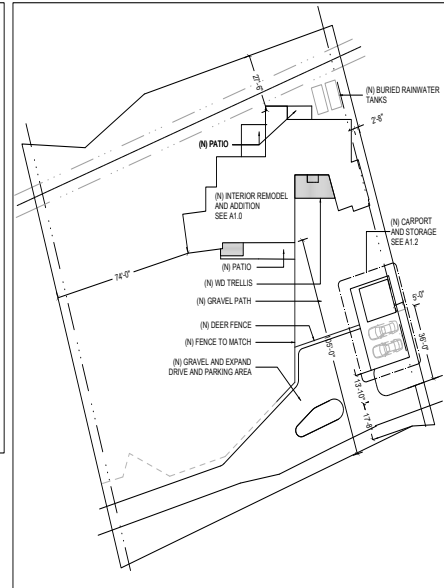 27'-6"
(N) BURIED RAINWATER
TANKS
2'-6"
(N) PATIO
(N) INTERIOR REMODEL
AND ADDITION
SEE A1.0
(N) CARPORT
AND STORAGE
SEE A1.2
74'-0"
(N) PATIO
(N) WD TRELLIS
(N) GRAVEL PATH
5'-0"
(N) DEER FENCE
(N) FENCE TO MATCH
36'-0"
(N) GRAVEL AND EXPAND
DRIVE AND PARKING AREA
13'-10"
17'-8"